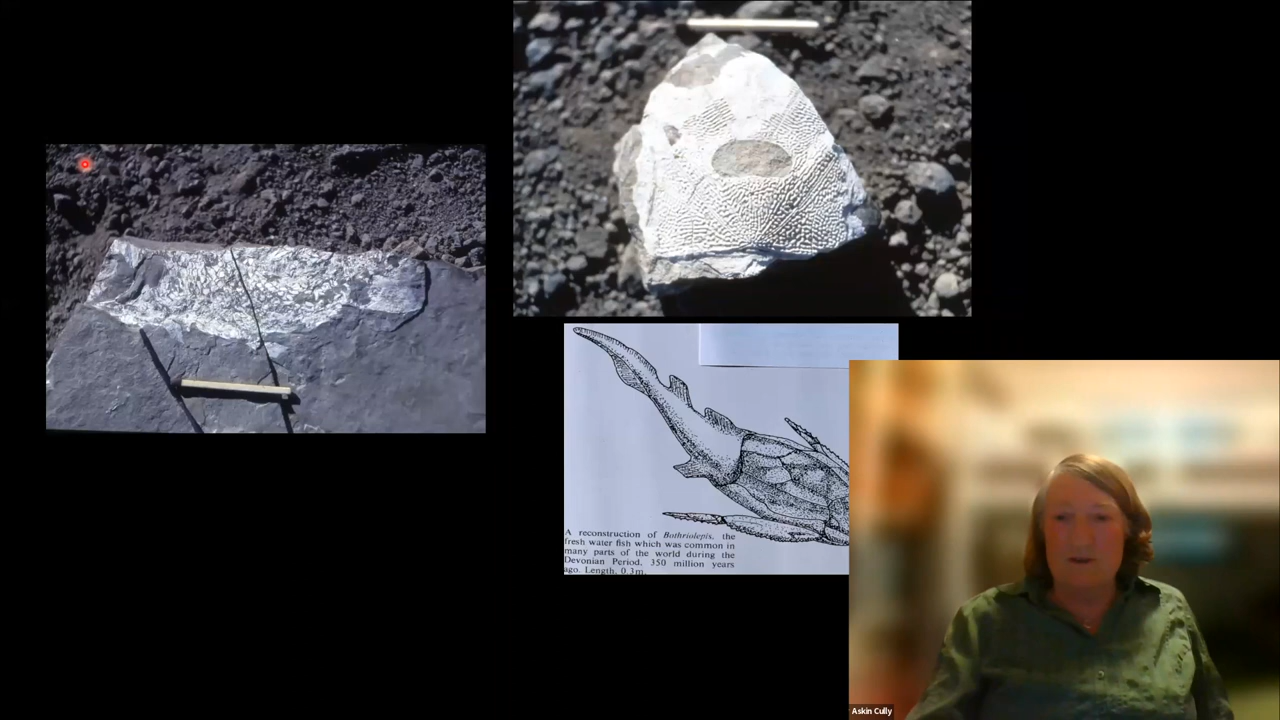 A reconstruction of Bothriolepis, the
fresh water fish which was common in
many parts of the world during the
Devonian Period, 350 million years
ago. Length, 0.3m.
Askin Cully